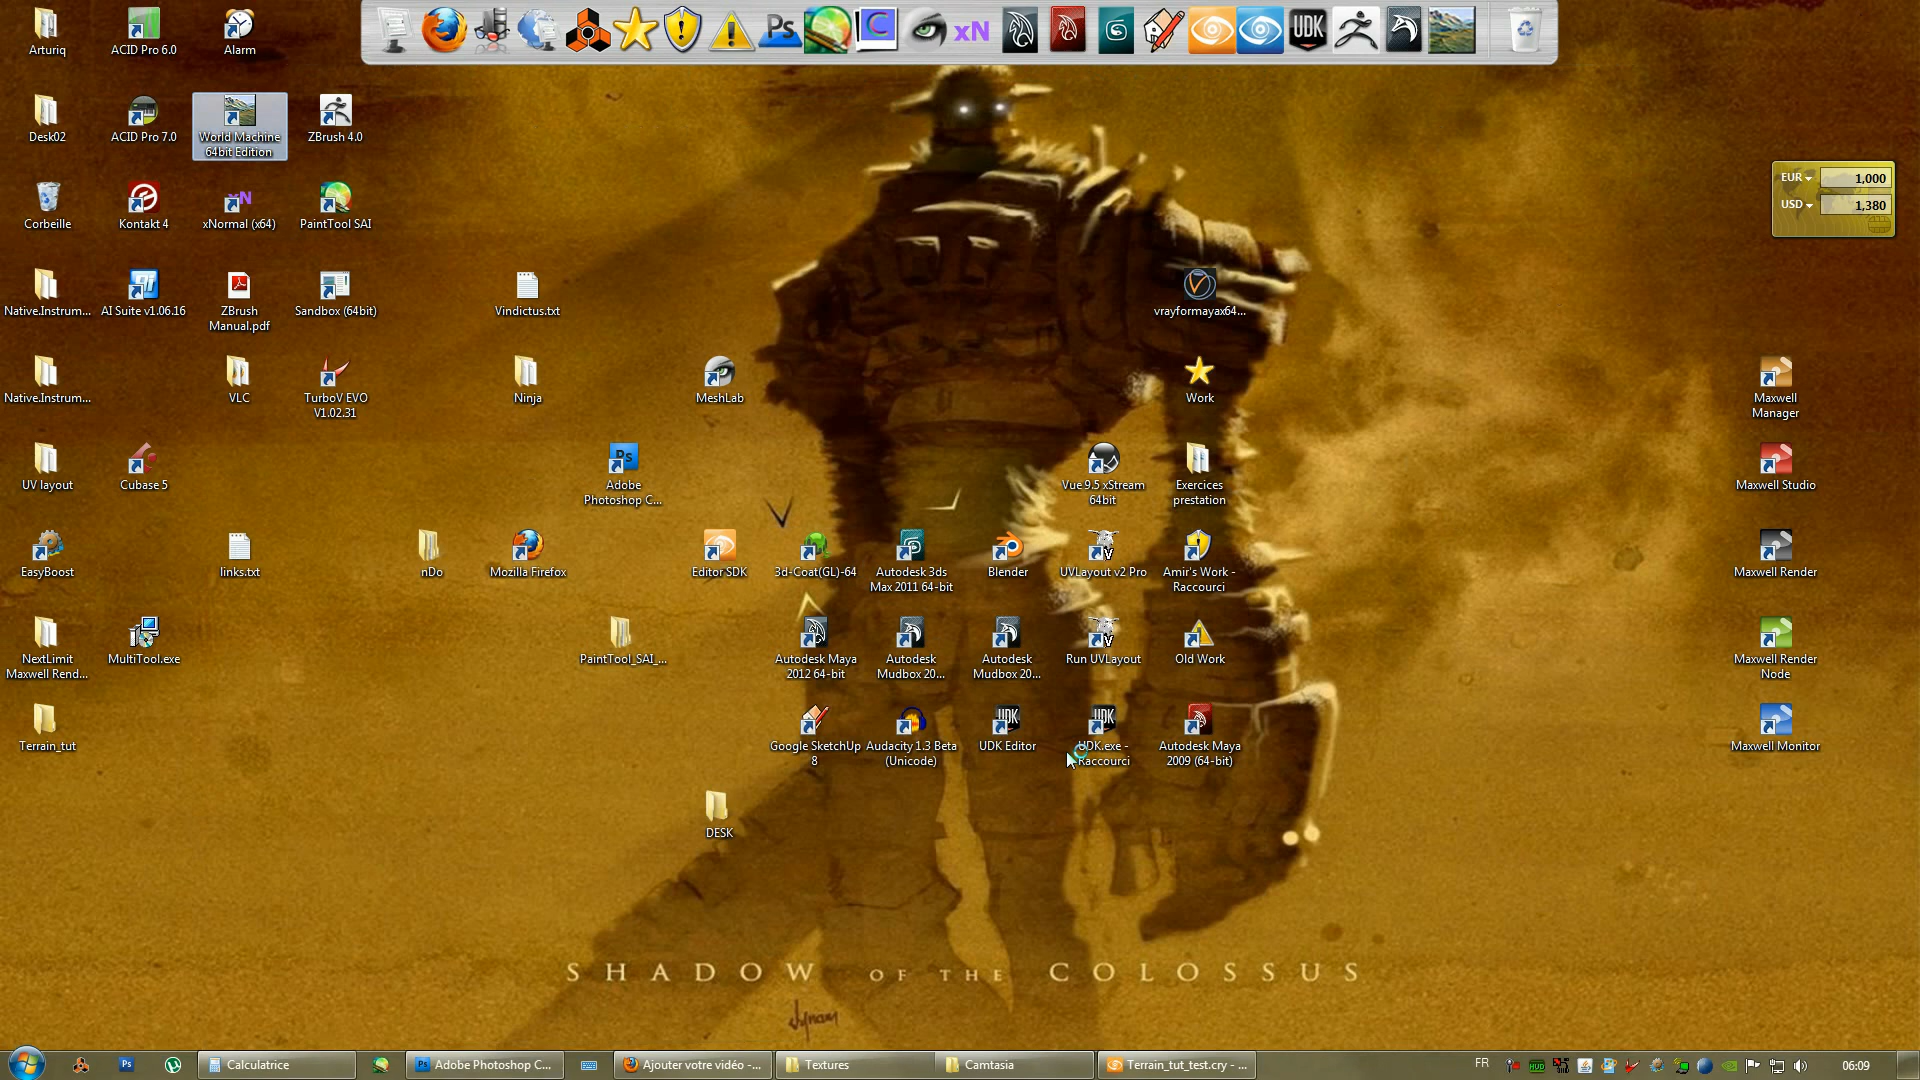 Ps
xN
UDK
Arturiq
ACID Pro 6.0
Alarm
Desk02
ACID Pro 7.0
World Machine
64bit Edition
ZBrush 4.0
EUR
1,000
USD
1,380
Corbeille
Kontakt 4
xNormal (x64)
PaintTool SAI
Native.Instrum...
AI Suite v1.06.16
ZBrush
Manual.pdf
Sandbox (64bit)
Vindictus.txt
vrayformayax64...
Native.Instrum...
VLC
TurboV EVO
V1.02.31
Ninja
MeshLab
Work
Maxwell
Manager
UV layout
Cubase 5
Adobe
Photoshop C...
Vue 9.5 xStream
64bit
Exercices
prestation
Maxwell Studio
EasyBoost
links.txt
nDo
Mozilla Firefox
Editor SDK
3d-Coat(GL)-64
Autodesk 3ds
Max 2011 64-bit
Blender
UVLayout v2 Pro
Amir's Work -
Raccourci
Maxwell Render
NextLimit
Maxwell Rend...
MultiTool.exe
PaintTool_SAI_...
Autodesk Maya
2012 64-bit
Autodesk
Mudbox 20...
Autodesk
Mudbox 20...
Run UVLayout
Old Work
Maxwell Render
Node
Terrain_tut
Google SketchUp
8
Audacity 1.3 Beta
(Unicode)
UDK Editor
UDK.exe -
Raccourci
Autodesk Maya
2009 (64-bit)
Maxwell Monitor
DESK
SHADOW OF THE COLOSSUS
Calculatrice
Adobe Photoshop C...
Ajouter votre vidéo -...
Textures
Camtasia
Terrain_tut_test.cry - ...
FR
06:09